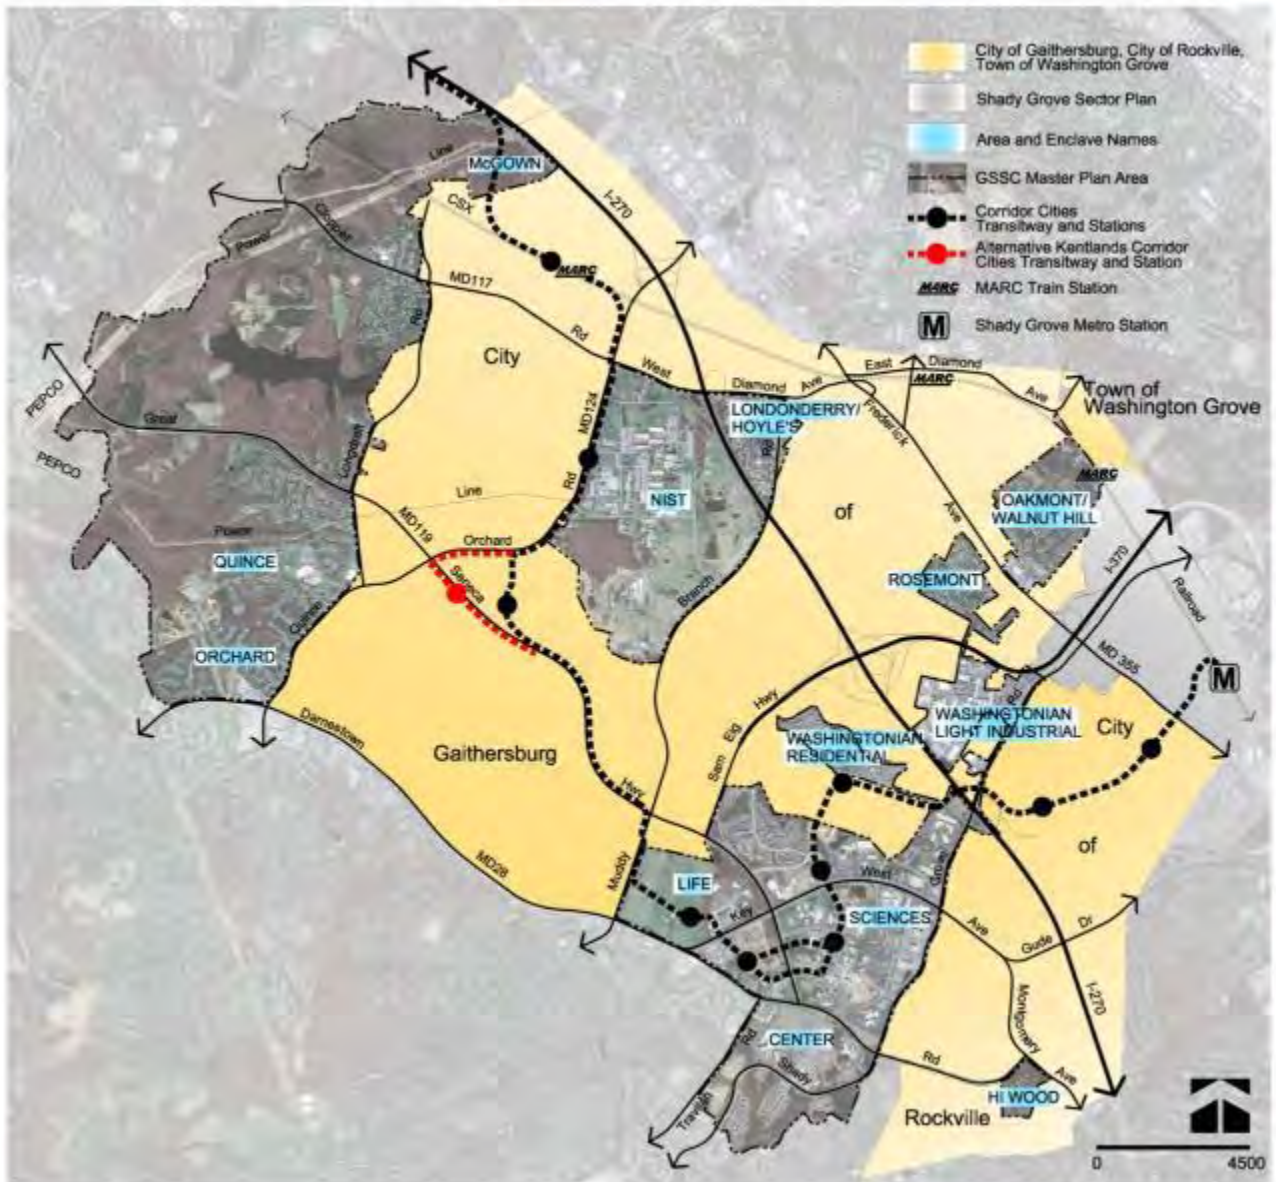 City of Gaithersburg, City of Rockville,
Town of Washington Grove
Shady Grove Sector Plan
Area and Enclave Names
GSSC Master Plan Area
Corridor Cities
Transitway and Stations
Alternative Kentlands Corridor
Cities Transitway and Station
MARC
MARC Train Station
M
Shady Grove Metro Station
Line
McGOWN
CSX
I-270
Clopper
Power
MARC
MD117
Rd
Rd
City
West
Diamond
Ave
East
Diamond
MARC
Ave
Town of
Washington Grove
PEPCO
Great
PEPCO
MD124
LONDONDERRY/
HOYLE'S
Frederick
Rd
Longdraft
MARC
Line
Rd
NIST
of
OAKMONT/
WALNUT HILL
Ave
MD119
Power
Orchard
I-370
QUINCE
Seneca
ROSEMONT
Branch
Railroad
Quince
ORCHARD
MD 355
M
Hwy
Rd
Darnestown
WASHINGTONIAN
LIGHT INDUSTRIAL
City
WASHINGTONIAN
RESIDENTIAL
Gaithersburg
Eig
Sam
Hwy
of
MD28
Muddy
LIFE
West
Grove
Key
SCIENCES
Ave
Gude
Dr
Montgomery
I-270
CENTER
Rd
Rd
Shady
Ave
HI WOOD
Travilah
Rockville
0
4500